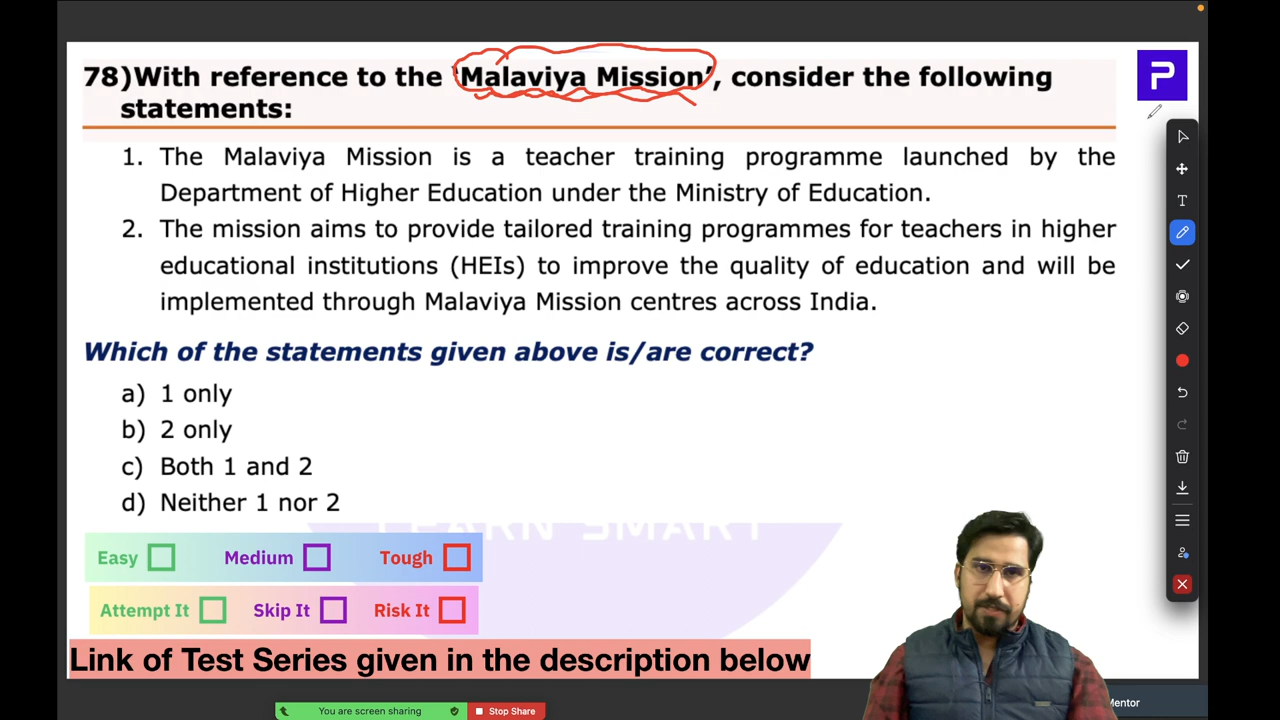 78)With reference to the 'Malaviya Mission', consider the following
statements:
1. The Malaviya Mission is a teacher training programme launched by the
Department of Higher Education under the Ministry of Education.
2. The mission aims to provide tailored training programmes for teachers in higher
educational institutions (HEIs) to improve the quality of education and will be
implemented through Malaviya Mission centres across India.
Which of the statements given above is/are correct?
a) 1 only
b) 2 only
c) Both 1 and 2
d) Neither 1 nor 2
LEARN SMART
Easy Medium Tough
Attempt It Skip It Risk It
Link of Test Series given in the description below
Mentor
You are screen sharing Stop Share